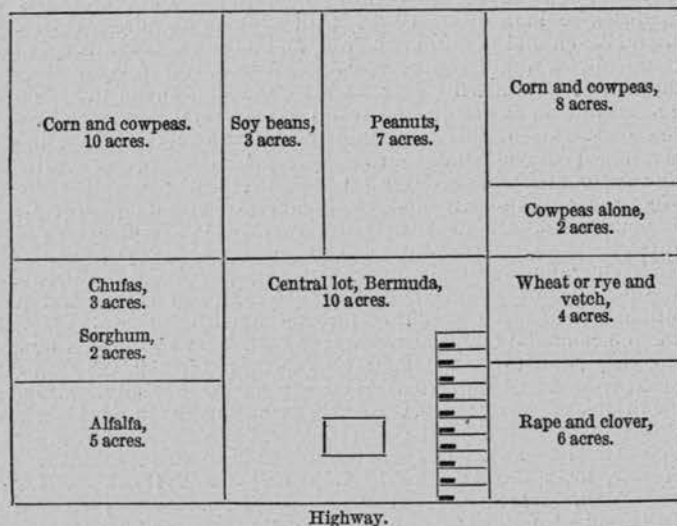 Corn and cowpeas.
10 acres.
Soy beans,
3 acres.
Peanuts,
7 acres.
Corn and cowpeas,
8 acres.
Cowpeas alone,
2 acres.
Chufas,
3 acres.
Sorghum,
2 acres.
Central lot, Bermuda,
10 acres.
Wheat or rye and
vetch,
4 acres.
Alfalfa,
5 acres.
Rape and clover,
6 acres.
Highway.